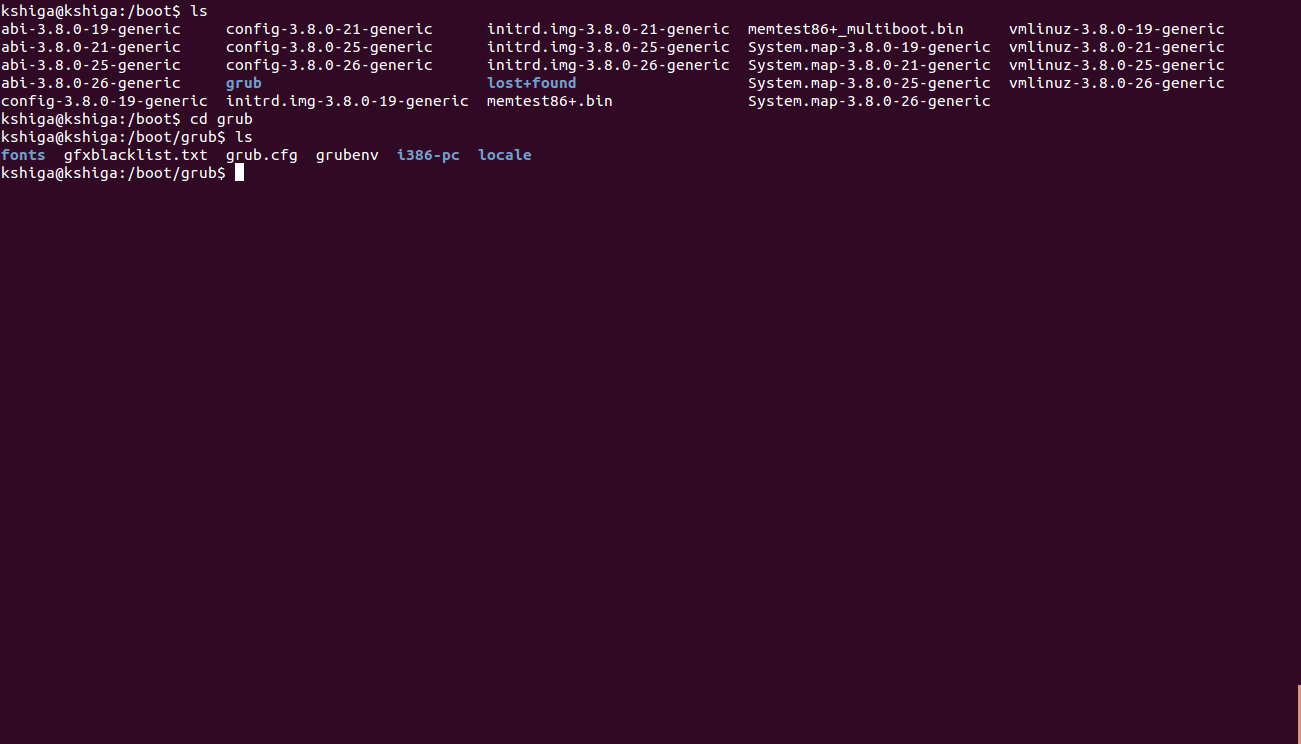 kshiga@kshiga:/boot$ ls
abi-3.8.0-19-generic     config-3.8.0-21-generic      initrd.img-3.8.0-21-generic  memtest86+_multiboot.bin     vmlinuz-3.8.0-19-generic
abi-3.8.0-21-generic     config-3.8.0-25-generic      initrd.img-3.8.0-25-generic  System.map-3.8.0-19-generic  vmlinuz-3.8.0-21-generic
abi-3.8.0-25-generic     config-3.8.0-26-generic      initrd.img-3.8.0-26-generic  System.map-3.8.0-21-generic  vmlinuz-3.8.0-25-generic
abi-3.8.0-26-generic     grub                         lost+found                   System.map-3.8.0-25-generic  vmlinuz-3.8.0-26-generic
config-3.8.0-19-generic  initrd.img-3.8.0-19-generic  memtest86+.bin               System.map-3.8.0-26-generic
kshiga@kshiga:/boot$ cd grub
kshiga@kshiga:/boot/grub$ ls
fonts  gfxblacklist.txt  grub.cfg  grubenv  i386-pc  locale
kshiga@kshiga:/boot/grub$